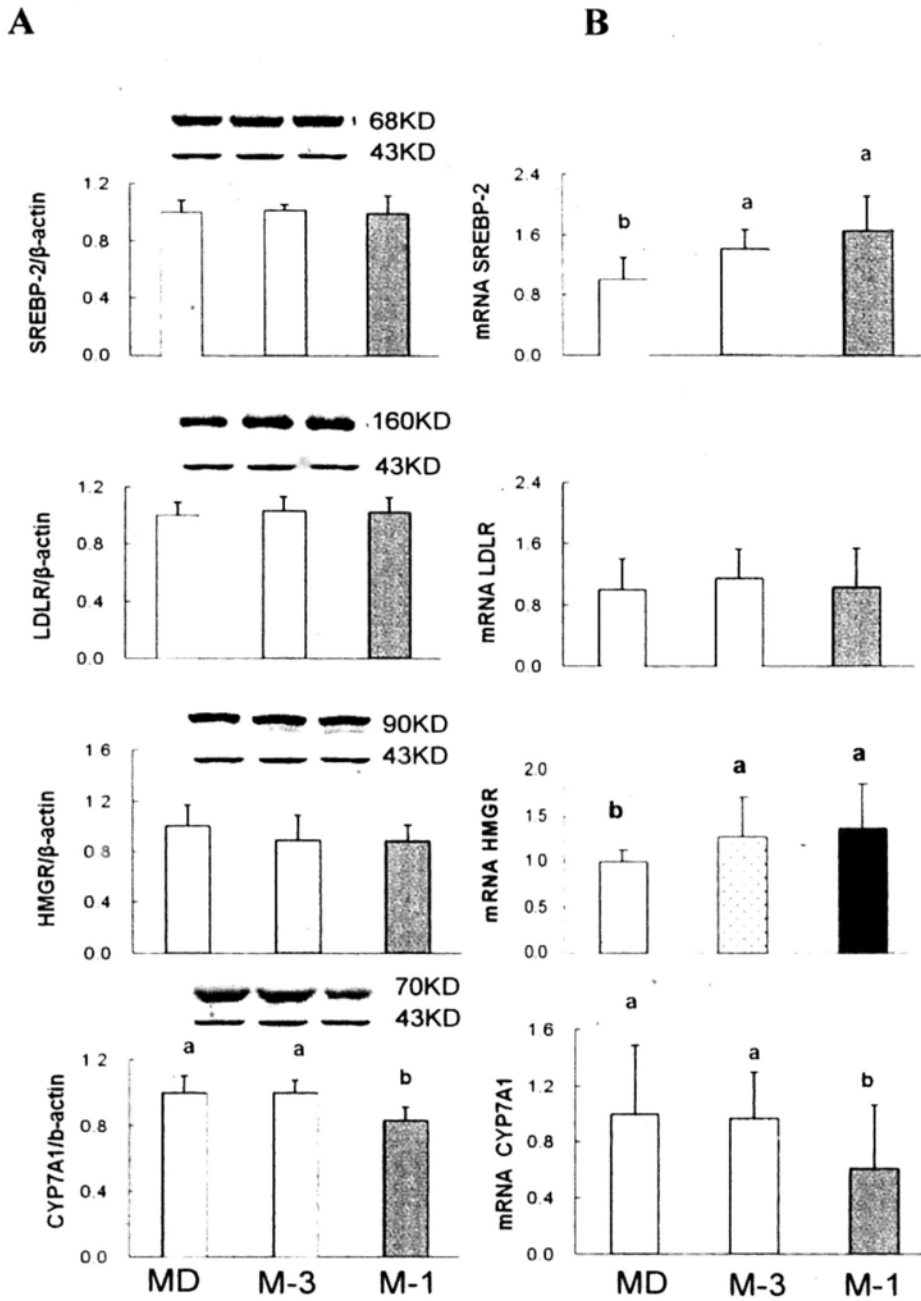 A
B
68KD
43KD
SREBP-2/β-actin
1.2
0.8
0.4
0.0
mRNA SREBP-2
2.4
1.6
0.8
0.0
b
a
a
160KD
43KD
LDLR/β-actin
1.2
0.8
0.4
0.0
mRNA LDLR
2.4
1.6
0.8
0.0
90KD
43KD
HMGR/β-actin
1.6
1.2
0.8
0.4
0.0
mRNA HMGR
2.0
1.5
1.0
0.5
0.0
b
a
a
70KD
43KD
CYP7A1/b-actin
1.2
0.8
0.4
0.0
a
a
b
mRNA CYP7A1
1.6
1.2
0.8
0.4
0.0
a
a
b
MD M-3 M-1
MD M-3 M-1